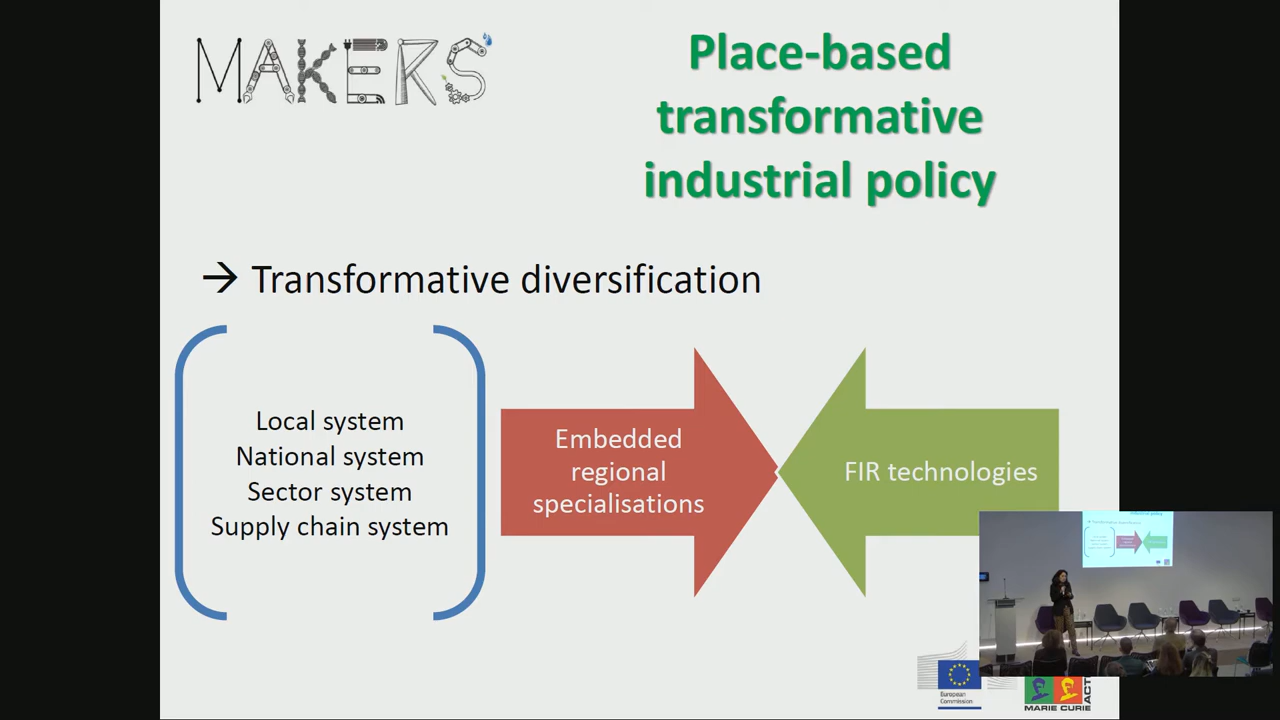 MAKERS
Place-based
transformative
industrial policy
→ Transformative diversification
Local system
National system
Sector system
Supply chain system
Embedded
regional
specialisations
FIR technologies
European
Commission
MARIE CURIE